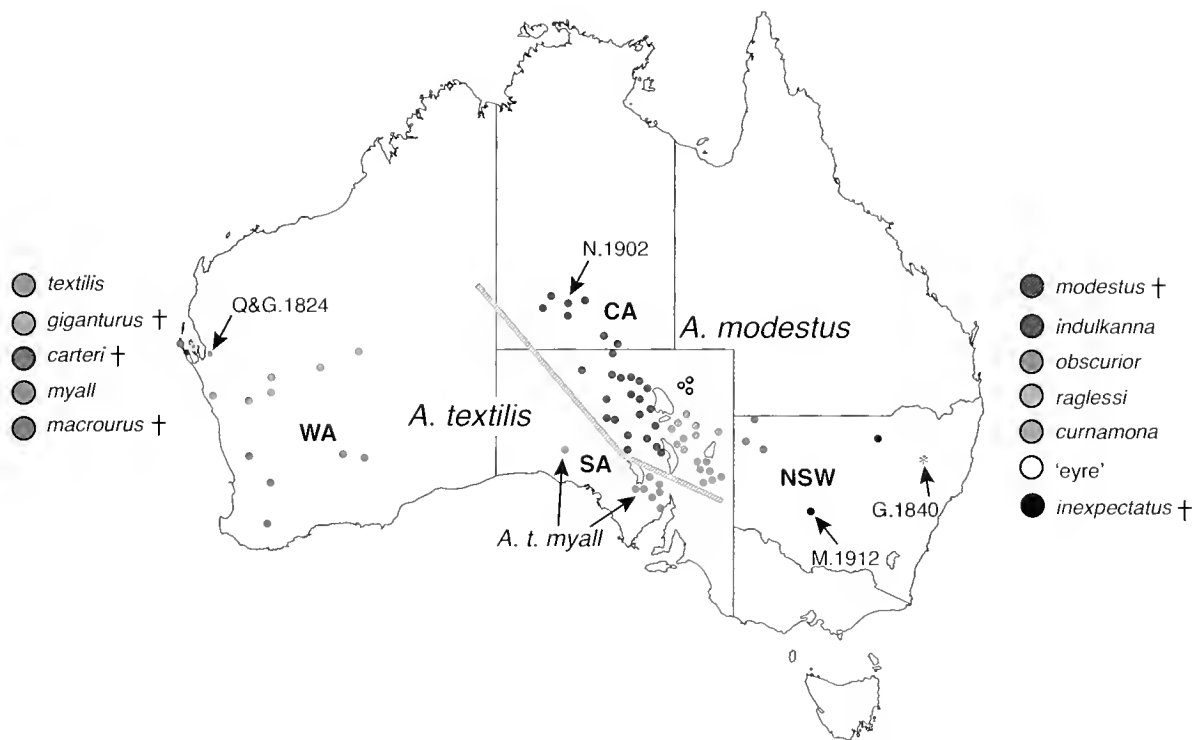 N.1902
textilis
Q&G.1824
giganturus †
carteri †
myall
macrourus †
CA
A. modestus
modestus †
indulkanna
obscurior
raglessi
curnamona
'eyre'
inexpectatus †
A. textilis
WA
SA
NSW
G.1840
A. t. myall
M.1912